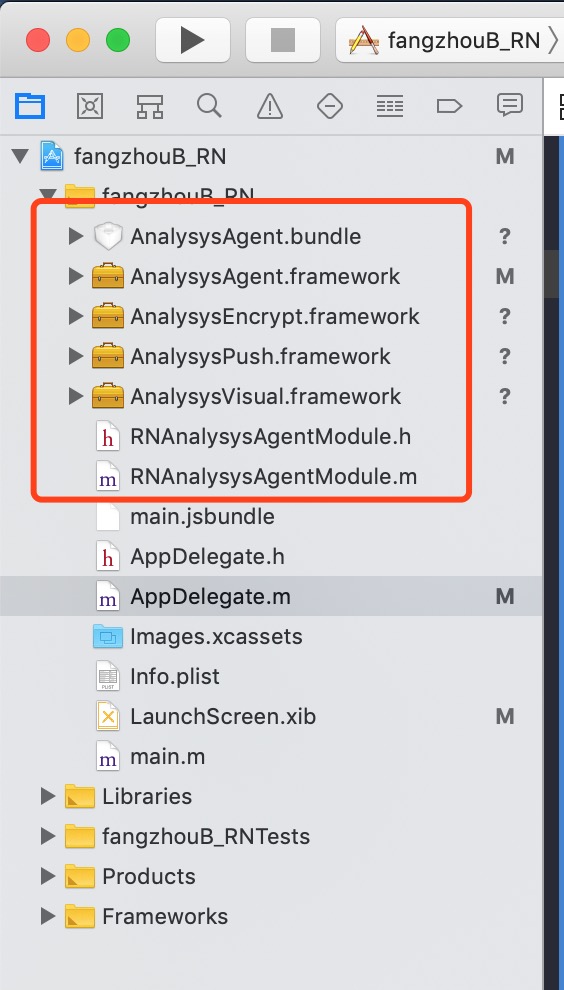 fangzhouB_RN
fangzhouB_RN M
fangzhouB_RN
AnalysysAgent.bundle ?
AnalysysAgent.framework M
AnalysysEncrypt.framework ?
AnalysysPush.framework ?
AnalysysVisual.framework ?
h RNAnalysysAgentModule.h
m RNAnalysysAgentModule.m
main.jsbundle
h AppDelegate.h
m AppDelegate.m M
Images.xcassets
PLIST Info.plist
LaunchScreen.xib M
m main.m
Libraries
fangzhouB_RNTests
Products
Frameworks